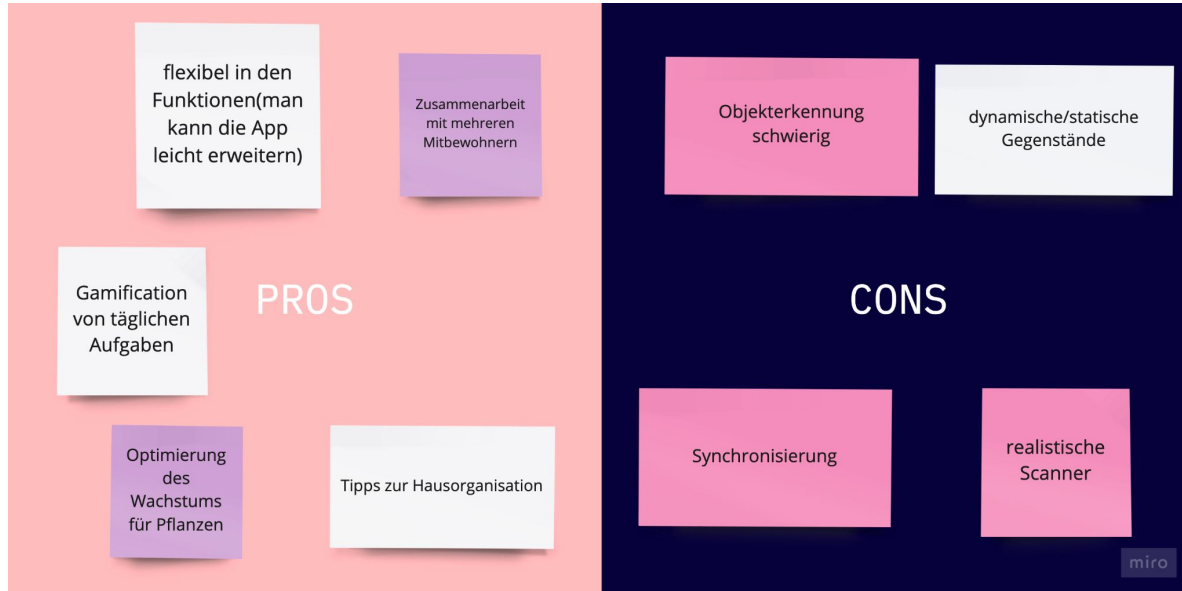 flexibel in den
Funktionen(man
kann die App
leicht erweitern)
Zusammenarbeit
mit mehreren
Mitbewohnern
Gamification
von täglichen
Aufgaben
PROS
Optimierung
des
Wachstums
für Pflanzen
Tipps zur Hausorganisation
Objekterkennung
schwierig
dynamische/statische
Gegenstände
CONS
Synchronisierung
realistische
Scanner
miro